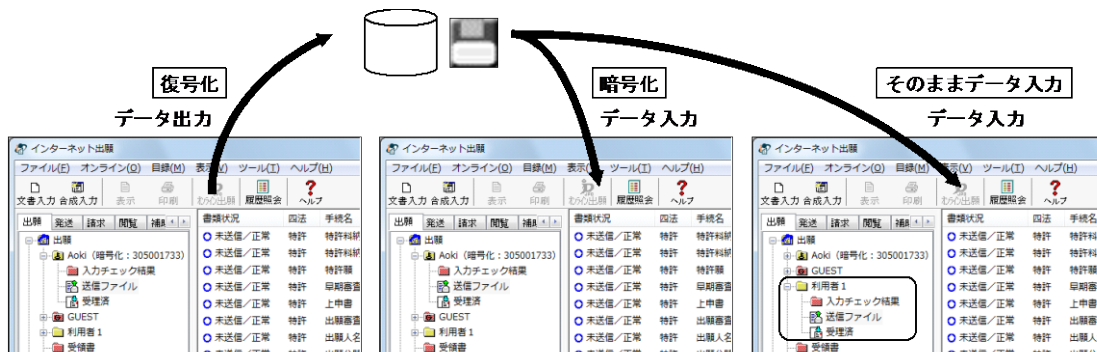 復号化
暗号化
そのままデータ入力
データ出力
データ入力
データ入力
インターネット出願
ファイル(F) オンライン(O) 目録(M) 表示(V) ツール(T) ヘルプ(H)
文書入力 合成入力 表示 印刷 履歴照会 ヘルプ
出願 発送 請求 閲覧
書類状況 四法 手続名
出願
Aoki（暗号化：305001733）
入力チェック結果
送信ファイル
受理済
GUEST
利用者１
受領書
未送信／正常 特許 特許料納
未送信／正常 特許 特許料納
未送信／正常 特許 特許願
未送信／正常 特許 早期審査
未送信／正常 特許 上申書
未送信／正常 特許 出願審査
未送信／正常 特許 出願人名
インターネット出願
ファイル(F) オンライン(O) 目録(M) ツール(T) ヘルプ(H)
文書入力 合成入力 表示 印刷 履歴照会 ヘルプ
出願 発送 請求 閲覧
書類状況 四法 手続名
出願
Aoki（暗号化：305001733）
入力チェック結果
送信ファイル
受理済
GUEST
利用者１
受領書
未送信／正常 特許 特許料納
未送信／正常 特許 特許料納
未送信／正常 特許 特許願
未送信／正常 特許 早期審査
未送信／正常 特許 上申書
未送信／正常 特許 出願審査
未送信／正常 特許 出願人名
インターネット出願
ファイル(F) オンライン(O) 目録(M) 表示(V) ツール(T) ヘルプ(H)
文書入力 合成入力 表示 印刷 履歴照会 ヘルプ
出願 発送 請求 閲覧
書類状況 四法 手続名
出願
Aoki（暗号化：305001733）
GUEST
利用者１
入力チェック結果
送信ファイル
受理済
受領書
未送信／正常 特許 特許料
未送信／正常 特許 特許料
未送信／正常 特許 特許願
未送信／正常 特許 早期審
未送信／正常 特許 上申書
未送信／正常 特許 出願審
未送信／正常 特許 出願人